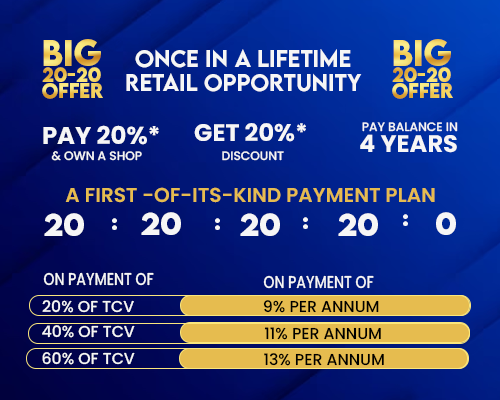 BIG
20-20
OFFER
ONCE IN A LIFETIME
RETAIL OPPORTUNITY
BIG
20-20
OFFER
PAY 20%*
& OWN A SHOP
GET 20%*
DISCOUNT
PAY BALANCE IN
4 YEARS
A FIRST -OF-ITS-KIND PAYMENT PLAN
20 : 20 : 20 : 20 : 0
ON PAYMENT OF
ON PAYMENT OF
20% OF TCV 9% PER ANNUM
40% OF TCV 11% PER ANNUM
60% OF TCV 13% PER ANNUM